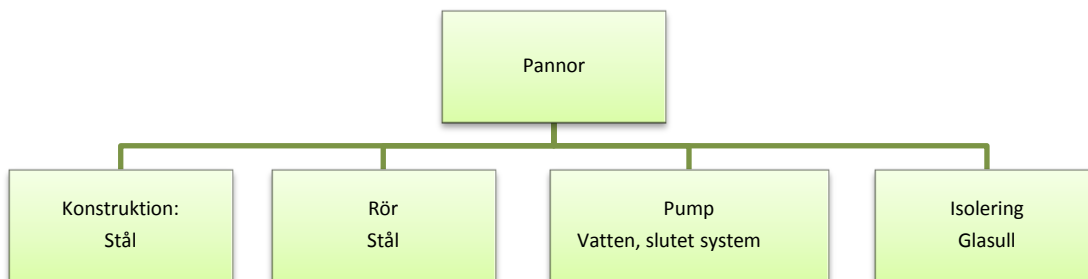 Pannor
Konstruktion:
Stål
Rör
Stål
Pump
Vatten, slutet system
Isolering
Glasull